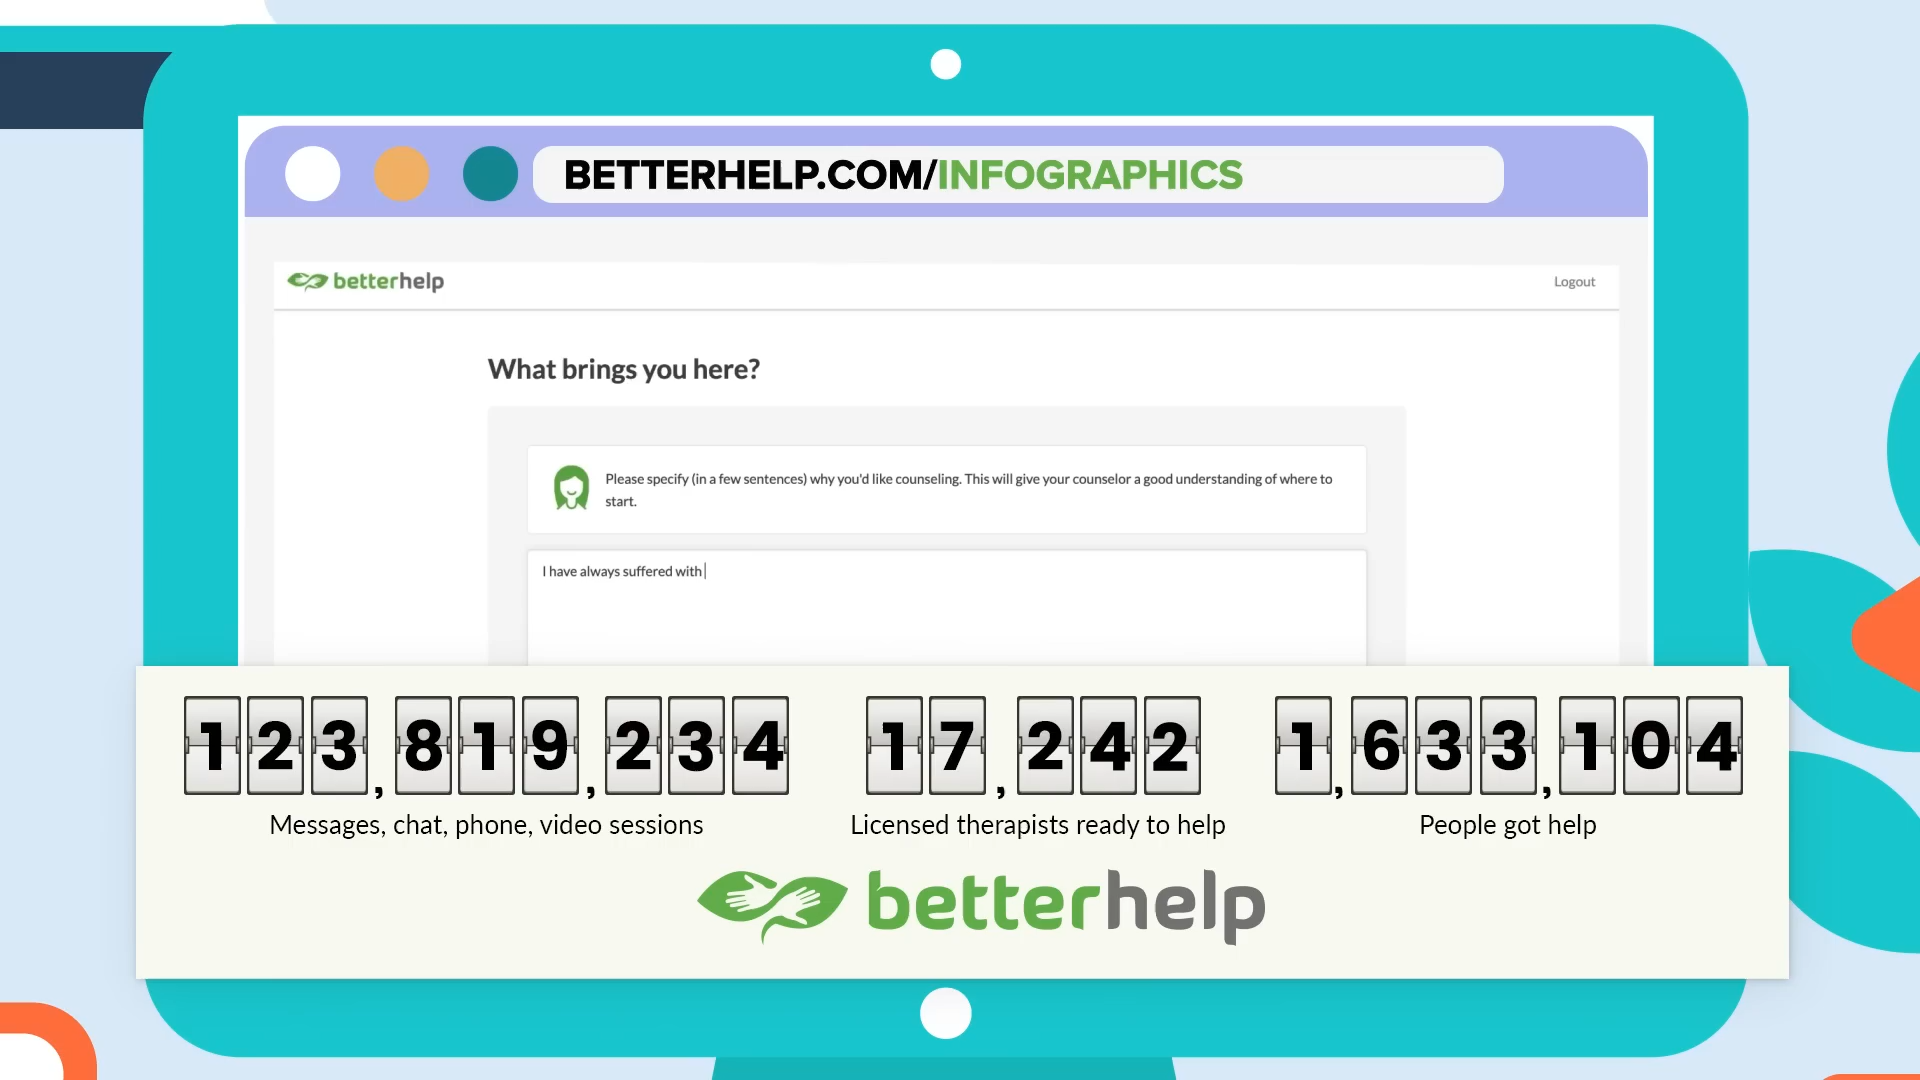 BETTERHELP.COM/INFOGRAPHICS
betterhelp
Logout
What brings you here?
Please specify (in a few sentences) why you'd like counseling. This will give your counselor a good understanding of where to
start.
I have always suffered with
123,819,234
Messages, chat, phone, video sessions
17,242
Licensed therapists ready to help
1,633,104
People got help
betterhelp